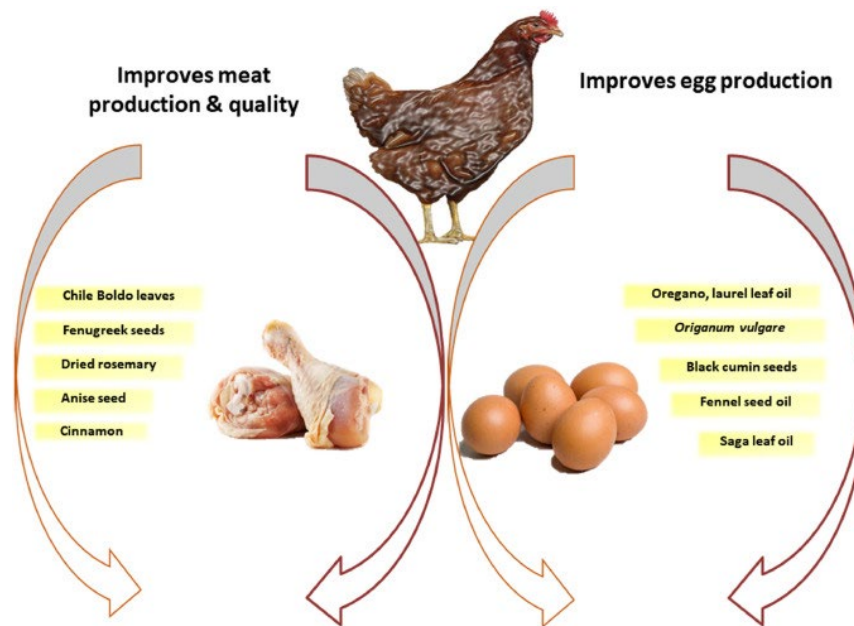 Improves meat
production & quality
Improves egg production
Chile Boldo leaves
Fenugreek seeds
Dried rosemary
Anise seed
Cinnamon
Oregano, laurel leaf oil
Origanum vulgare
Black cumin seeds
Fennel seed oil
Saga leaf oil